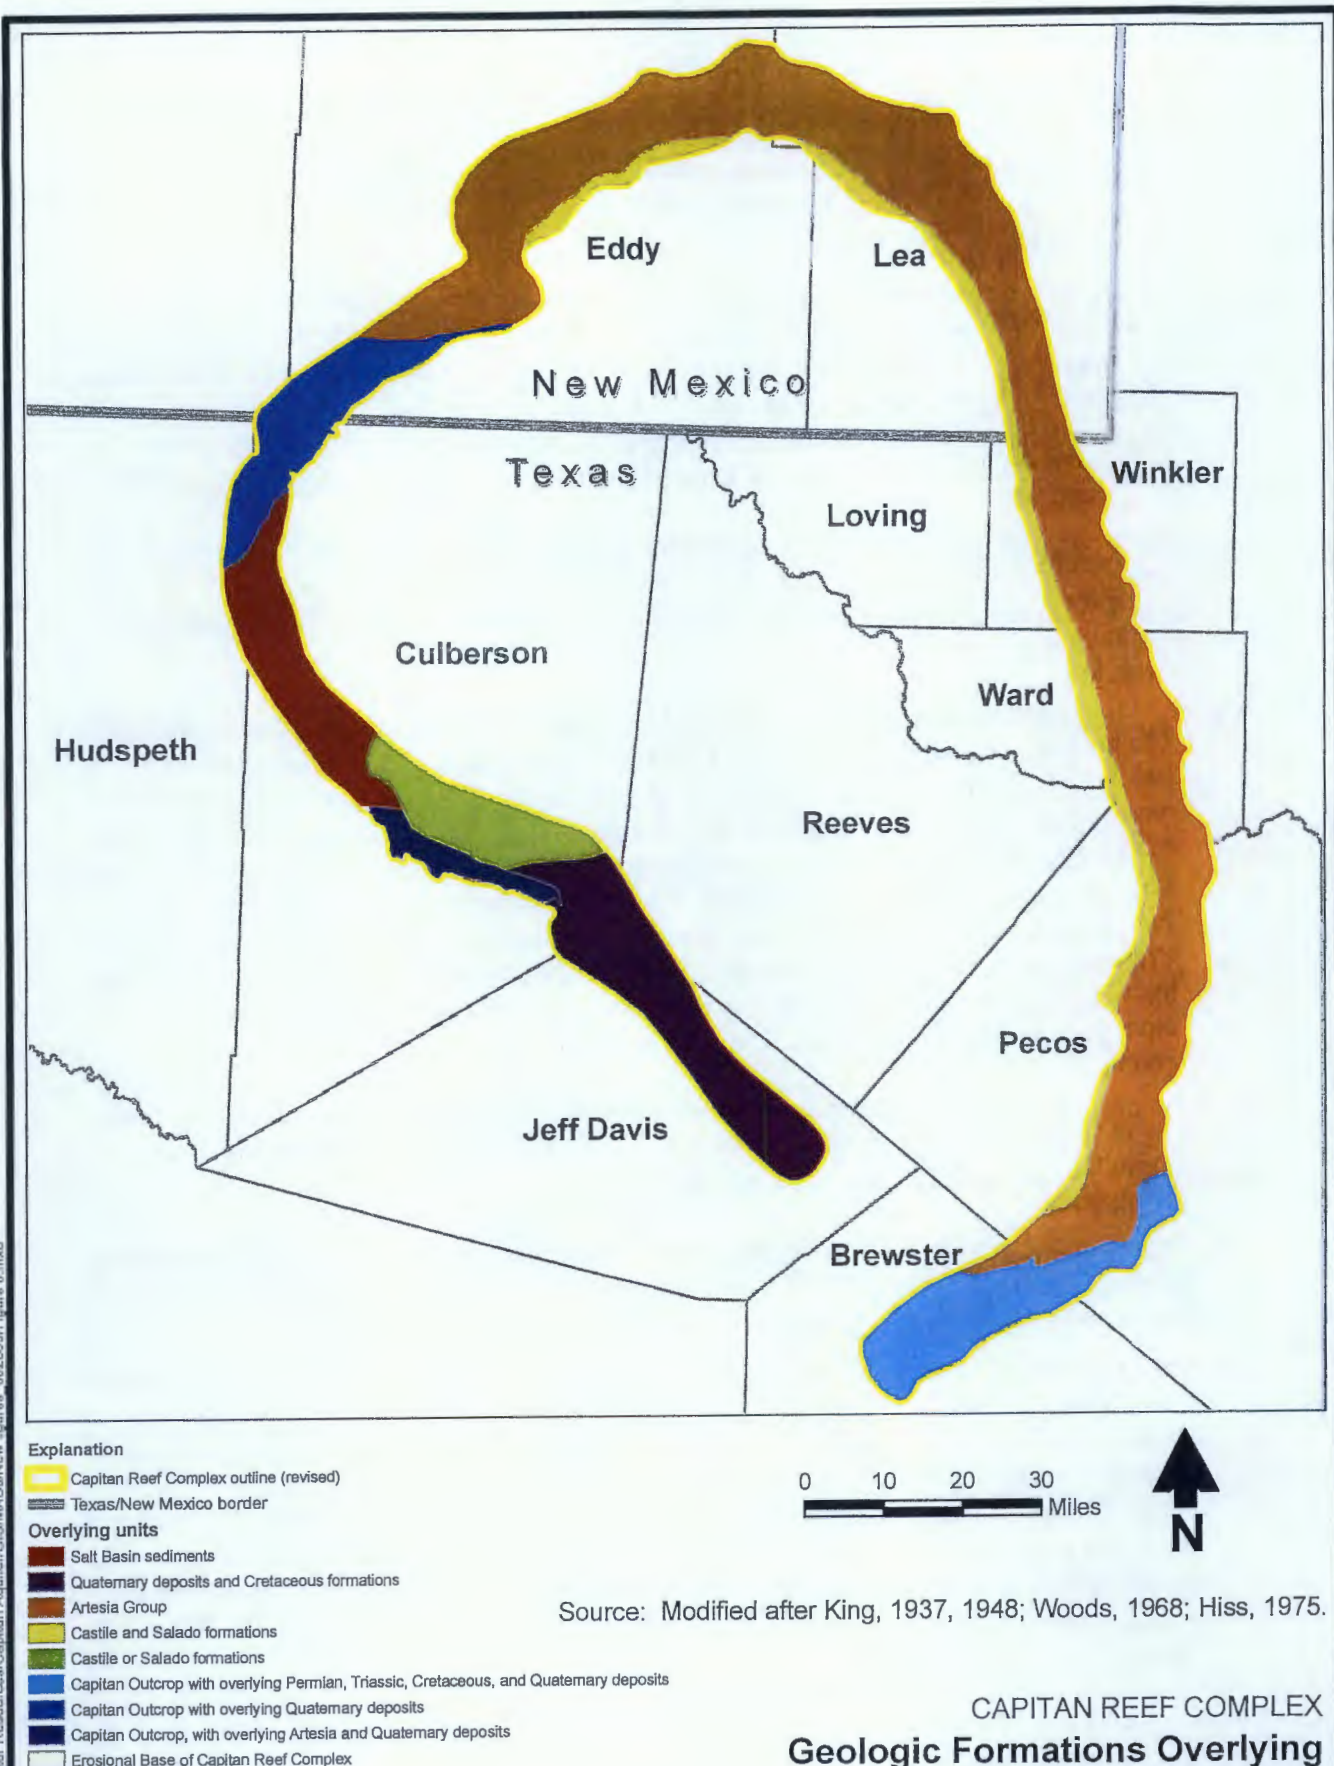 Eddy
Lea
New Mexico
Texas
Winkler
Loving
Culberson
Ward
Hudspeth
Reeves
Pecos
Jeff Davis
Brewster
Explanation
Capitan Reef Complex outline (revised)
Texas/New Mexico border
Overlying units
Salt Basin sediments
Quaternary deposits and Cretaceous formations
Artesia Group
Castile and Salado formations
Castile or Salado formations
Capitan Outcrop with overlying Permian, Triassic, Cretaceous, and Quaternary deposits
Capitan Outcrop with overlying Quaternary deposits
Capitan Outcrop, with overlying Artesia and Quaternary deposits
Erosional Base of Capitan Reef Complex
0 10 20 30
Miles
N
Source: Modified after King, 1937, 1948; Woods, 1968; Hiss, 1975.
CAPITAN REEF COMPLEX
Geologic Formations Overlying